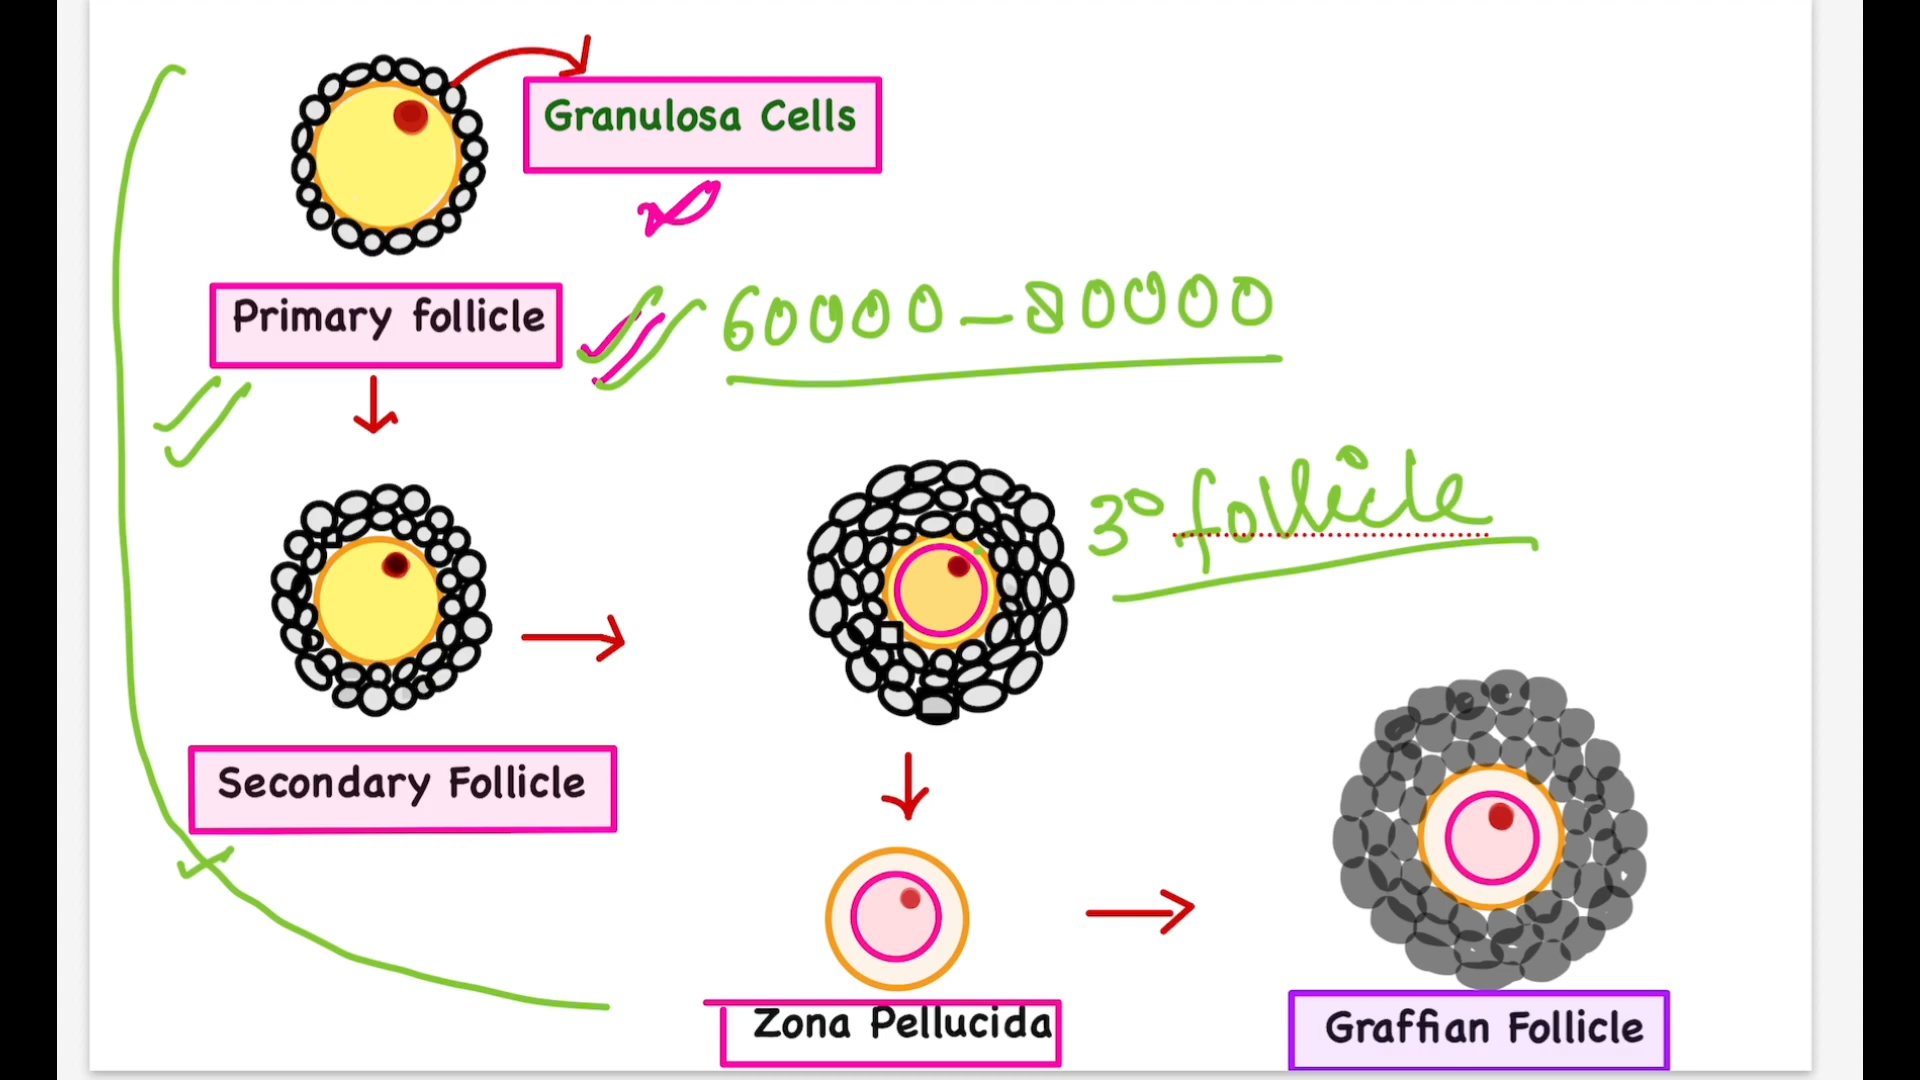 Granulosa Cells
Primary follicle
60000-80000
3° follicle
Secondary Follicle
Zona Pellucida
Graffian Follicle